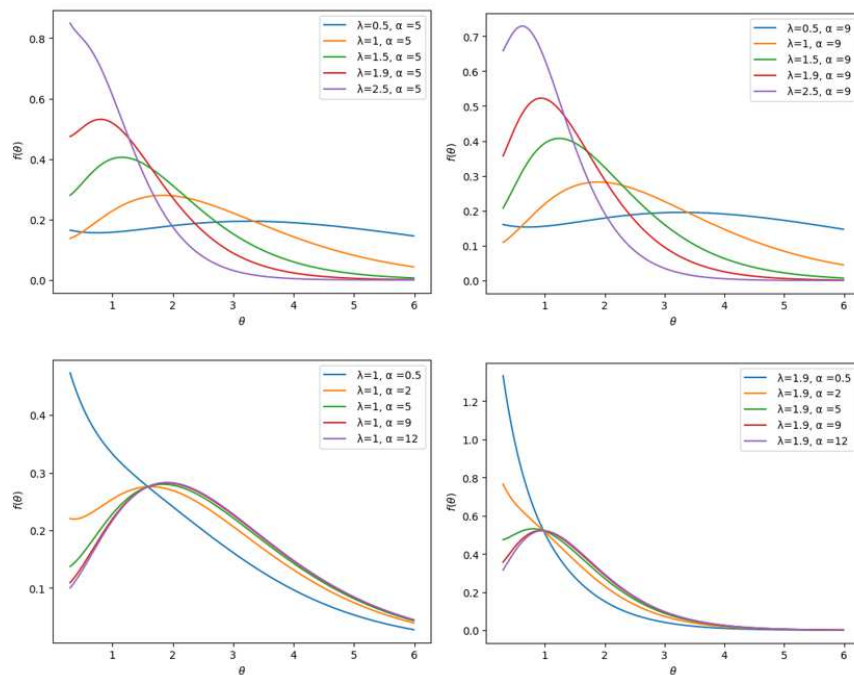 0.8
0.6
0.4
0.2
0.0
f(θ)
1 2 3 4 5 6
θ
λ=0.5, α =5
λ=1, α =5
λ=1.5, α =5
λ=1.9, α =5
λ=2.5, α =5
0.7
0.6
0.5
0.4
0.3
0.2
0.1
0.0
f(θ)
1 2 3 4 5 6
θ
λ=0.5, α =9
λ=1, α =9
λ=1.5, α =9
λ=1.9, α =9
λ=2.5, α =9
0.4
0.3
0.2
0.1
f(θ)
1 2 3 4 5 6
θ
λ=1, α =0.5
λ=1, α =2
λ=1, α =5
λ=1, α =9
λ=1, α =12
1.2
1.0
0.8
0.6
0.4
0.2
0.0
f(θ)
1 2 3 4 5 6
θ
λ=1.9, α =0.5
λ=1.9, α =2
λ=1.9, α =5
λ=1.9, α =9
λ=1.9, α =12